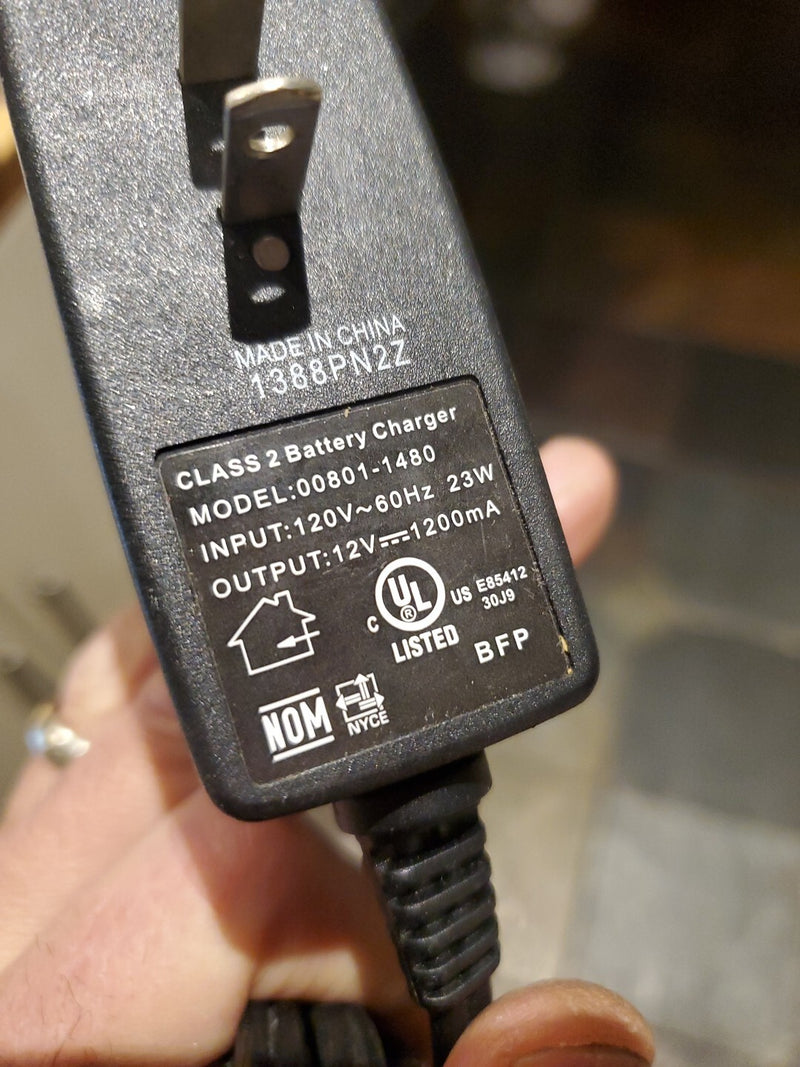 MADE IN CHINA
1388PN2Z
CLASS 2 Battery Charger
MODEL:00801-1480
INPUT:120V~60Hz 23W
OUTPUT:12V⎓1200mA
C UL ® US E85412
30J9
LISTED
BFP
NOM
NYCE